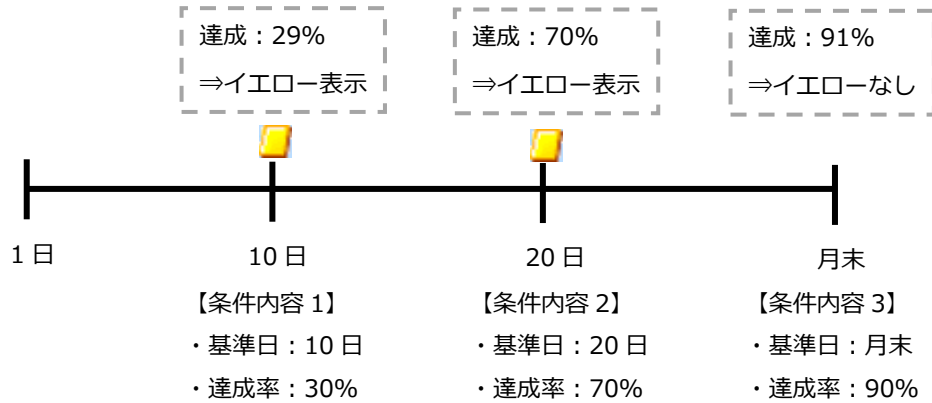 達成：29%
⇒イエロー表示
達成：70%
⇒イエロー表示
達成：91%
⇒イエローなし
1日
10日
20日
月末
【条件内容1】
・基準日：10日
・達成率：30%
【条件内容2】
・基準日：20日
・達成率：70%
【条件内容3】
・基準日：月末
・達成率：90%